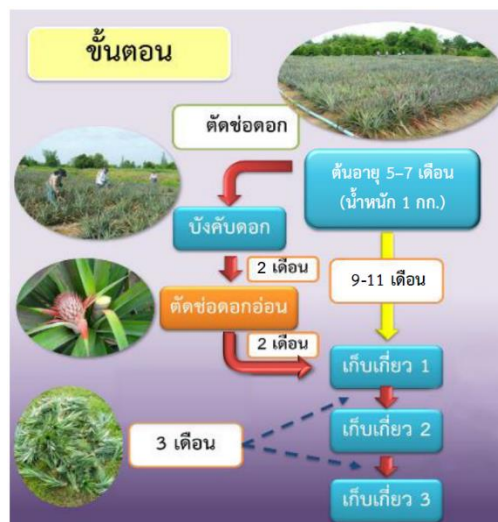 ขั้นตอน
ตัดช่อดอก
ต้นอายุ 5–7 เดือน
(น้ำหนัก 1 กก.)
บังคับดอก
2 เดือน
9-11 เดือน
ตัดช่อดอกอ่อน
2 เดือน
เก็บเกี่ยว 1
3 เดือน
เก็บเกี่ยว 2
เก็บเกี่ยว 3